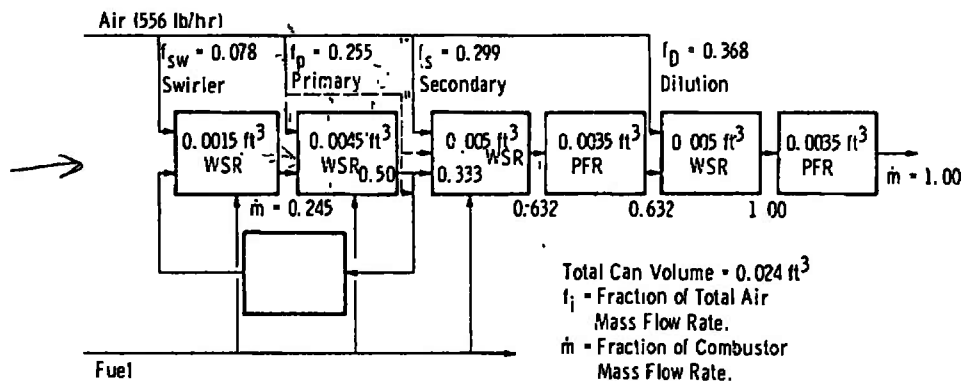 Air (556 lb/hr)
f_sw = 0.078
f_p = 0.255
f_s = 0.299
f_D = 0.368
Swirler
Primary
Secondary
Dilution
0.0015 ft³
WSR
0.0045 ft³
WSR
0.50
0.005 ft³
WSR
0.333
0.0035 ft³
PFR
0.005 ft³
WSR
0.0035 ft³
PFR
ṁ = 1.00
ṁ = 0.245
0.632
0.632
1 00
Total Can Volume = 0.024 ft³
f_i = Fraction of Total Air
Mass Flow Rate.
ṁ = Fraction of Combustor
Mass Flow Rate.
Fuel